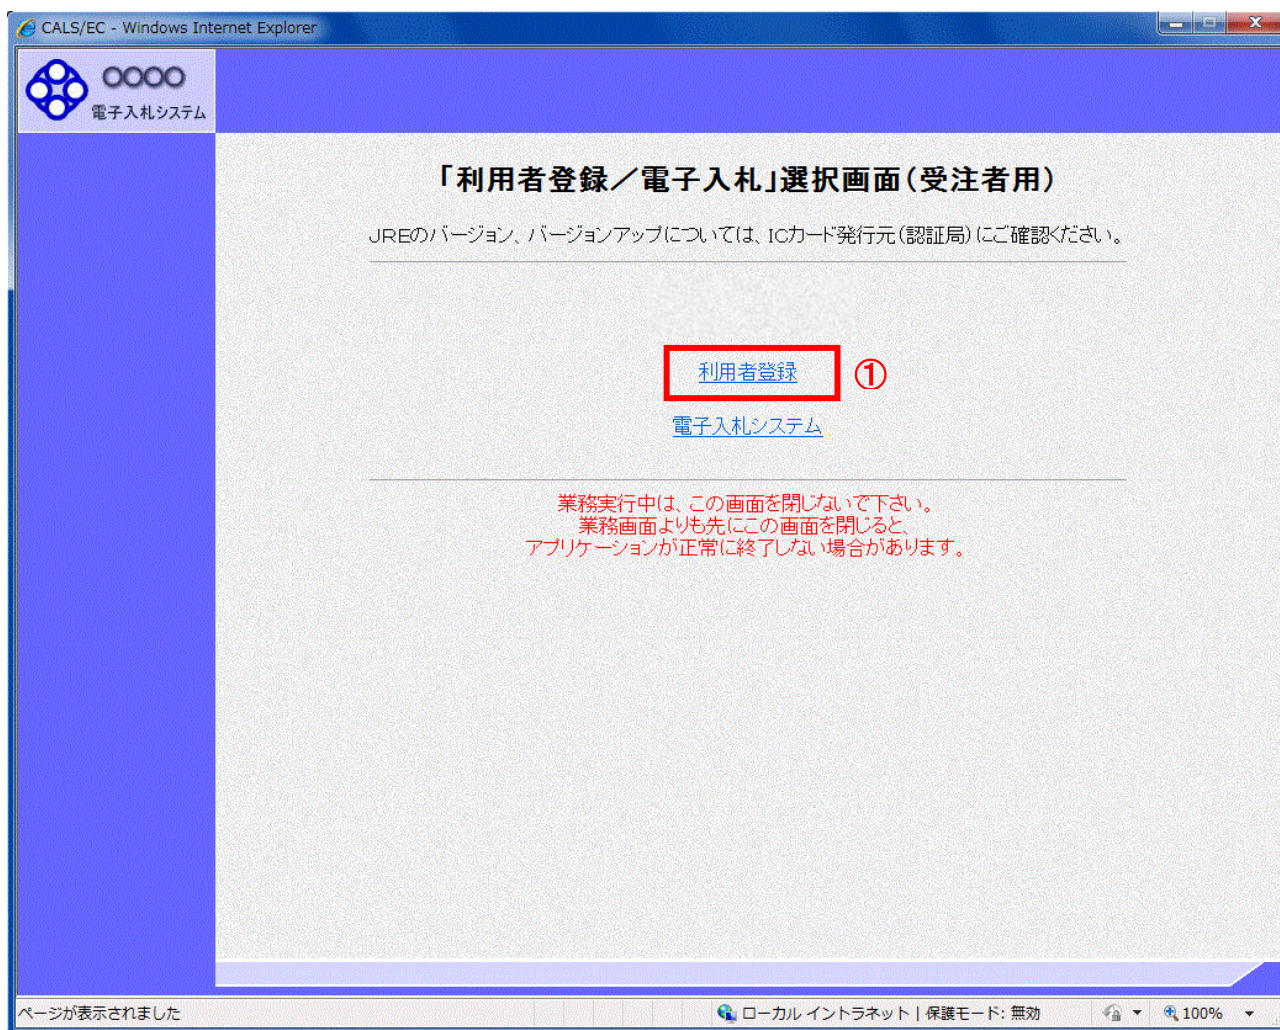 CALS/EC - Windows Internet Explorer
〇〇〇〇
電子入札システム
「利用者登録／電子入札」選択画面(受注者用)
JREのバージョン、バージョンアップについては、ICカード発行元(認証局)にご確認ください。
利用者登録 ①
電子入札システム
業務実行中は、この画面を閉じないで下さい。
業務画面よりも先にこの画面を閉じると、
アプリケーションが正常に終了しない場合があります。
ページが表示されました
ローカル イントラネット | 保護モード: 無効
100%